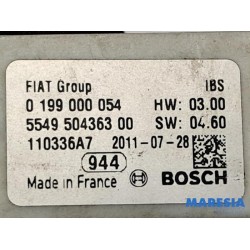 FIAT Group IBS
0 199 000 054 HW: 03.00
5549 504363 00 SW: 04.60
110336A7 2011-07-28
944
Made in France BOSCH
MARESIA